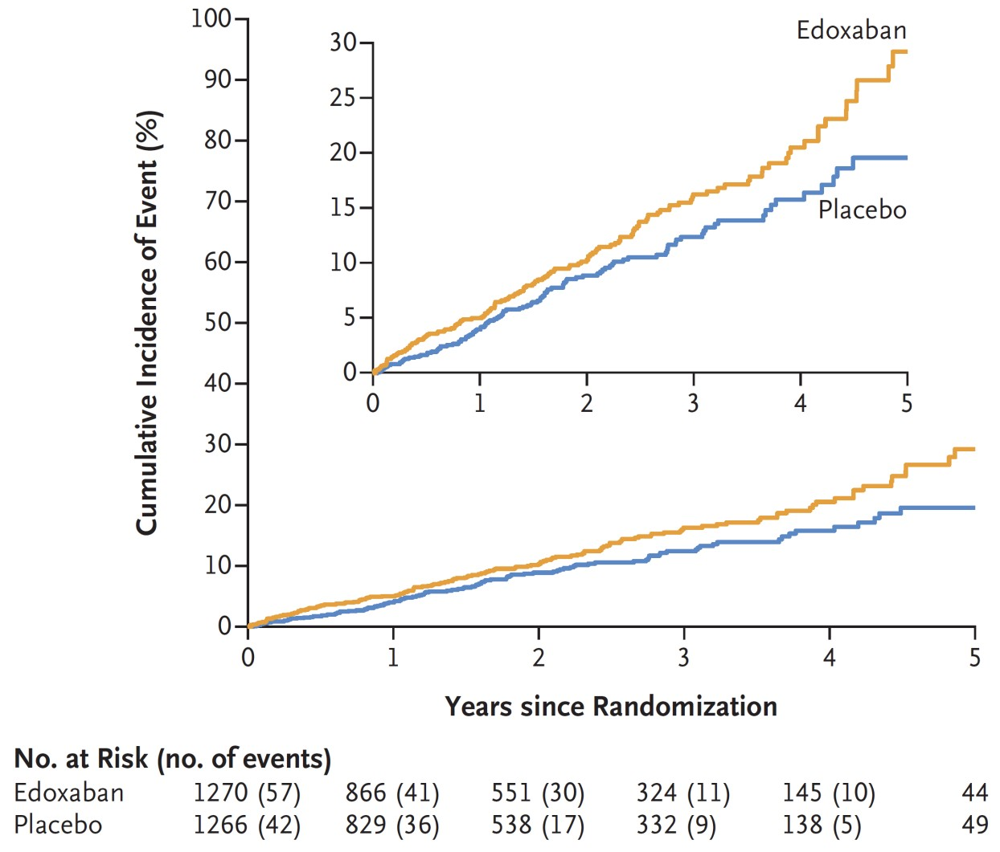 Cumulative Incidence of Event (%)
100
90
80
70
60
50
40
30
20
10
0
30
25
20
15
10
5
0
0 1 2 3 4 5
Edoxaban
Placebo
0 1 2 3 4 5
Years since Randomization
No. at Risk (no. of events)
Edoxaban 1270 (57) 866 (41) 551 (30) 324 (11) 145 (10) 44
Placebo 1266 (42) 829 (36) 538 (17) 332 (9) 138 (5) 49